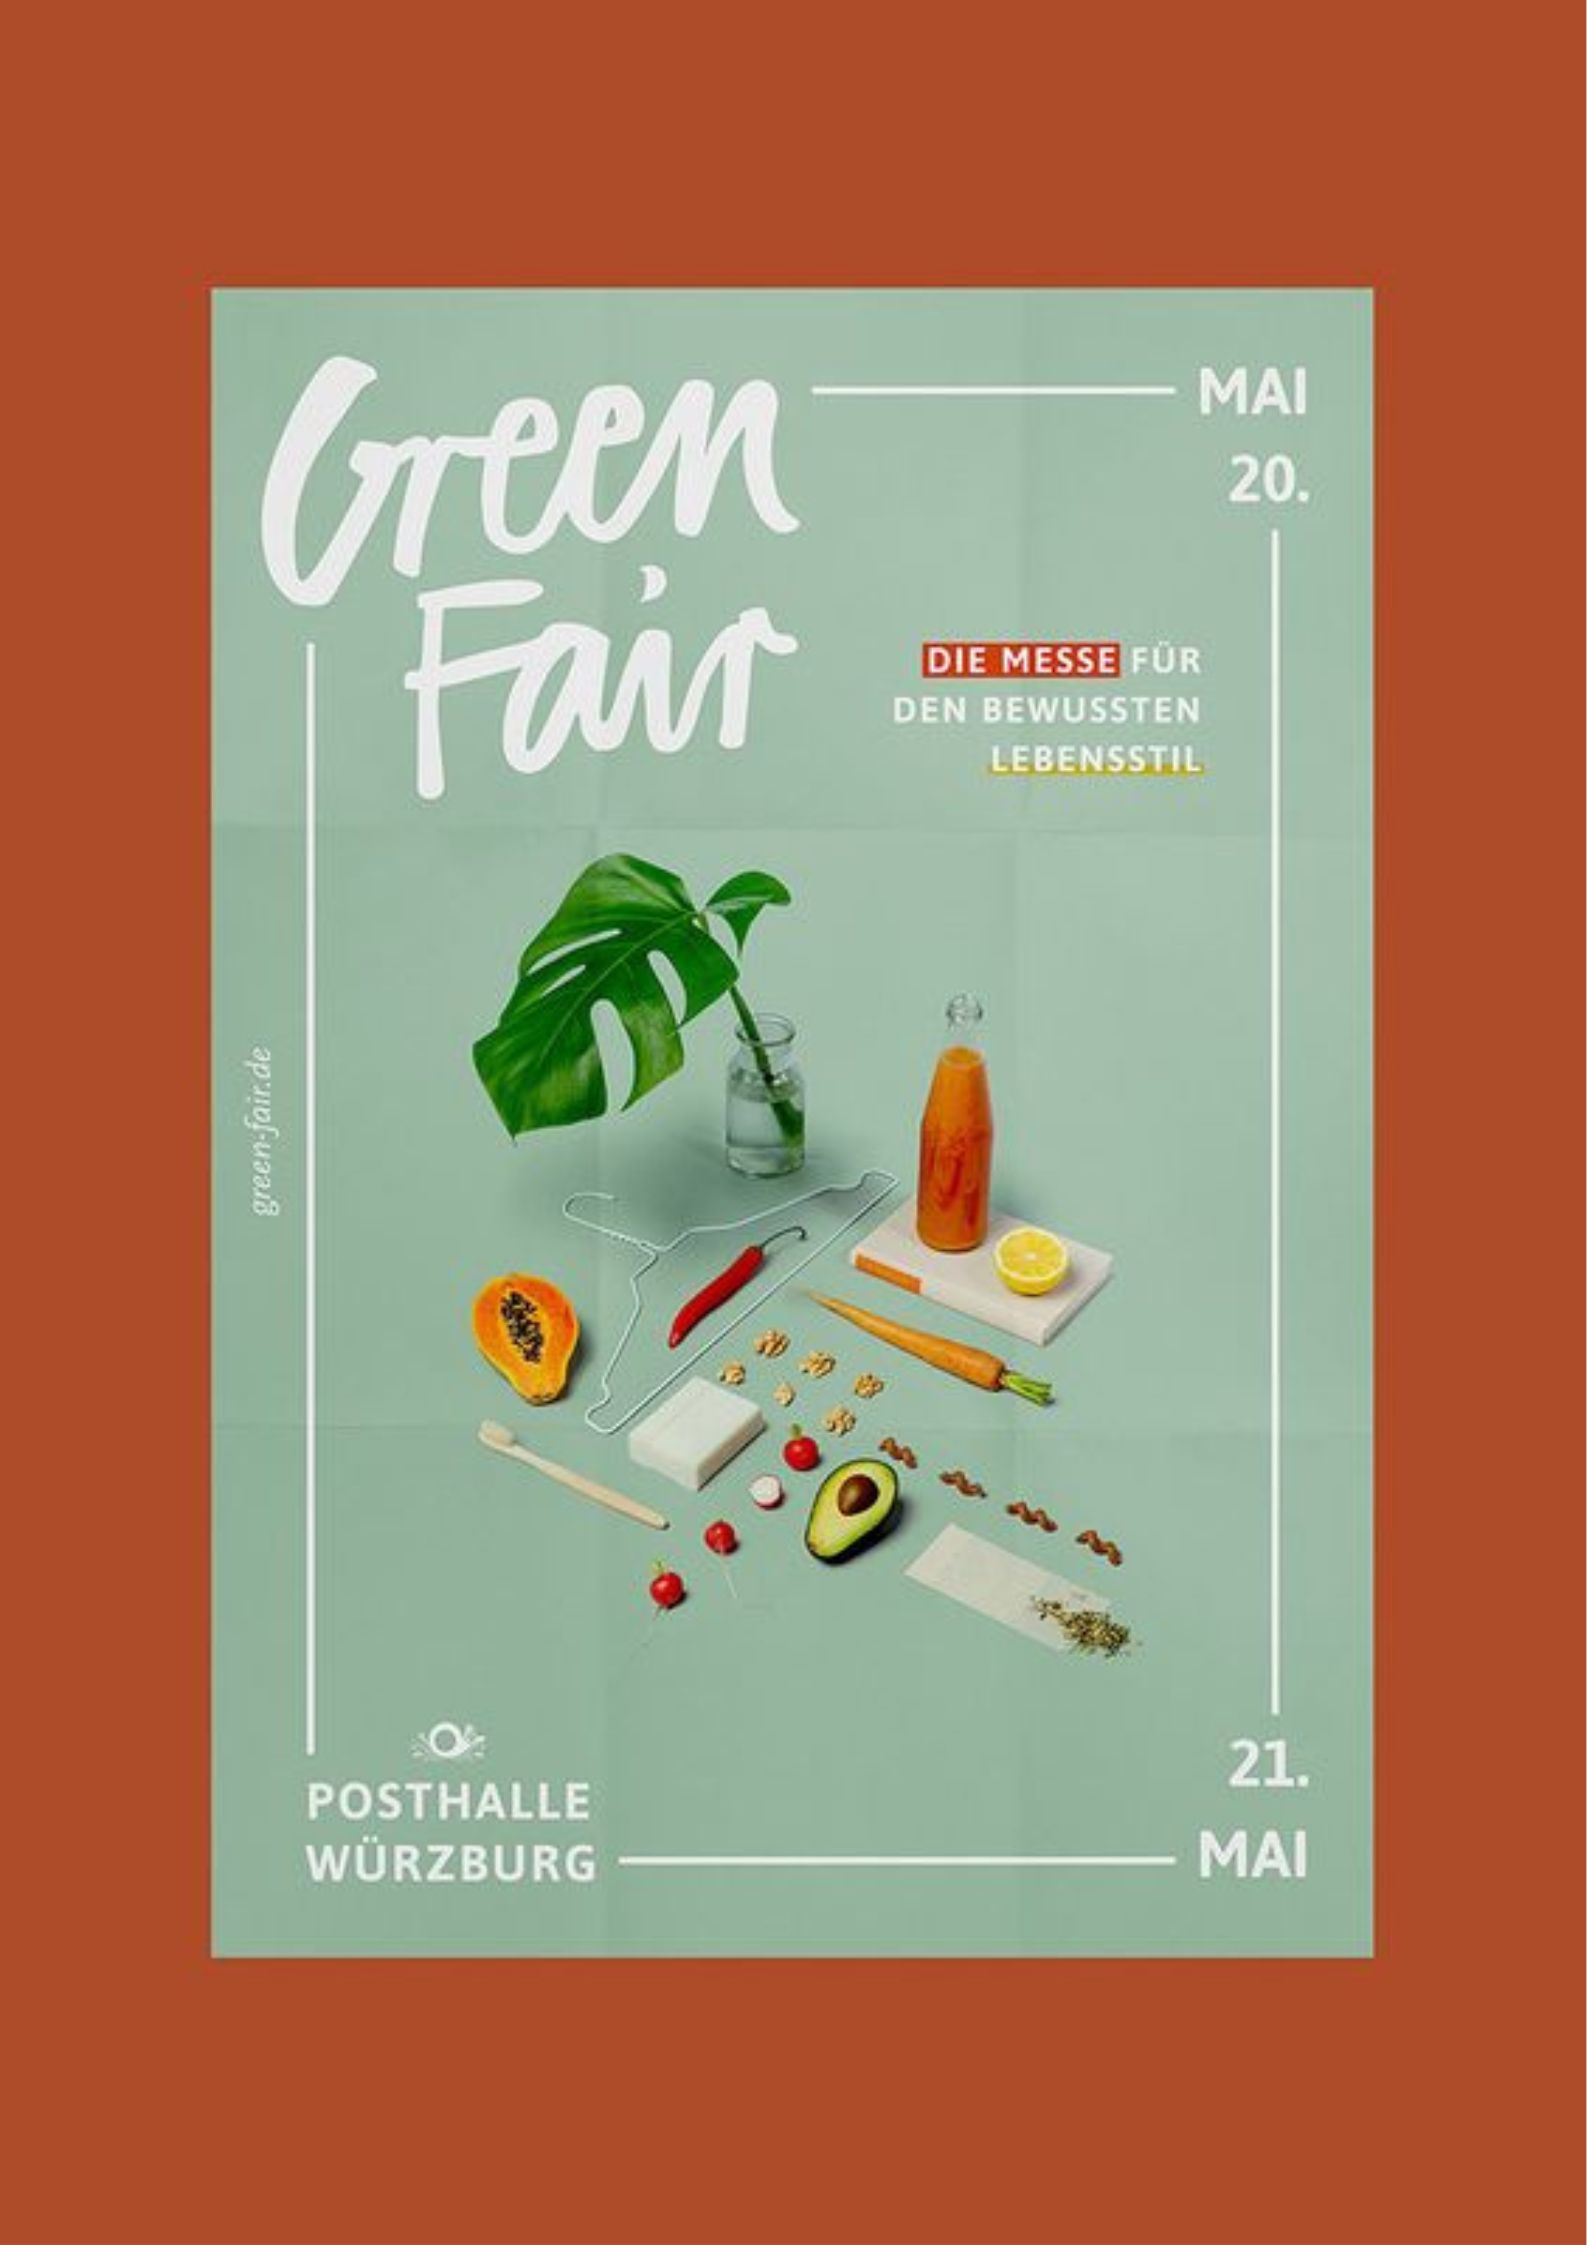 Green
Fair
MAI
20.
DIE MESSE FÜR
DEN BEWUSSTEN
LEBENSSTIL
green-fair.de
POSTHALLE
WÜRZBURG
21.
MAI